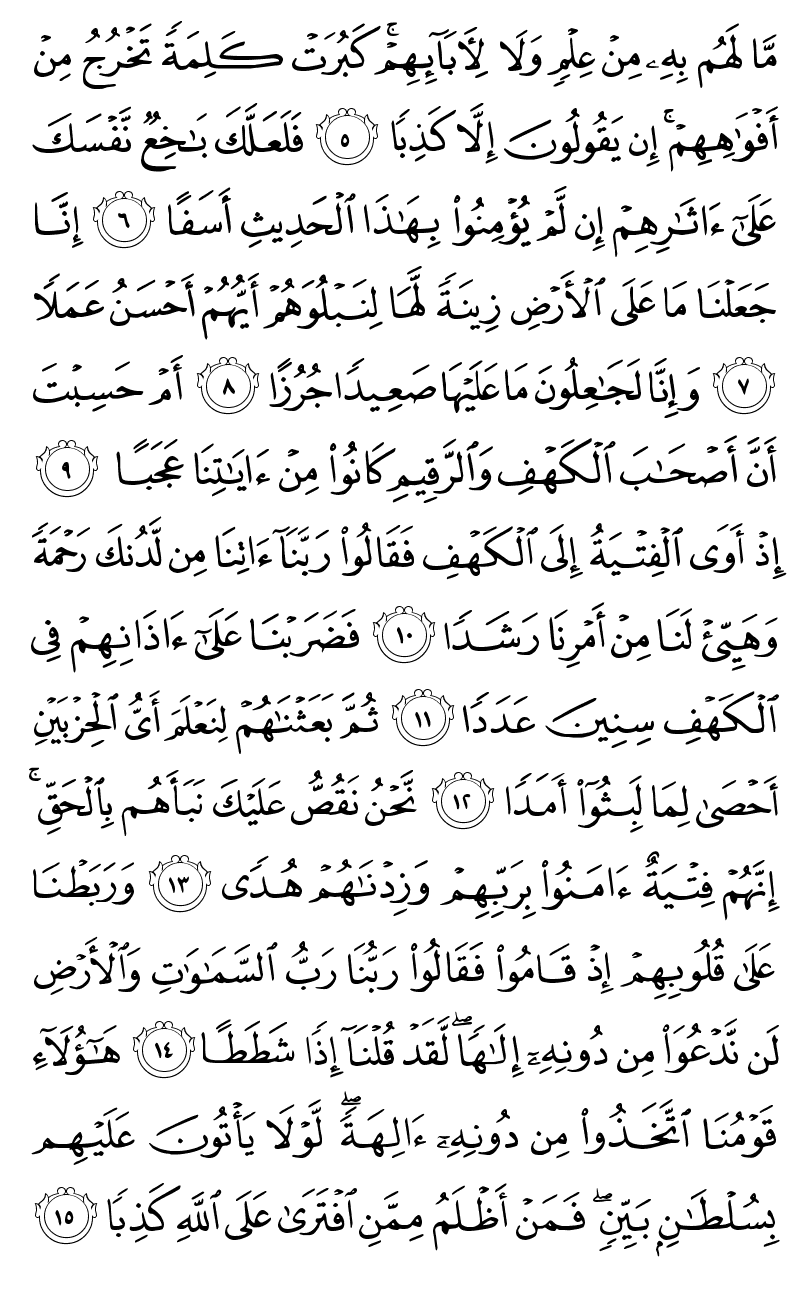 مَّا لَهُم بِهِۦ مِنْ عِلْمٍ وَلَا لِأَبَآئِهِمْ ۚ كَبُرَتْ كَلِمَةً تَخْرُجُ مِنْ
أَفْوَٰهِهِمْ ۚ إِن يَقُولُونَ إِلَّا كَذِبًا ٥ فَلَعَلَّكَ بَٰخِعٌ نَّفْسَكَ
عَلَىٰٓ ءَاثَٰرِهِمْ إِن لَّمْ يُؤْمِنُوا۟ بِهَٰذَا ٱلْحَدِيثِ أَسَفًا ٦ إِنَّا
جَعَلْنَا مَا عَلَى ٱلْأَرْضِ زِينَةً لَّهَا لِنَبْلُوَهُمْ أَيُّهُمْ أَحْسَنُ عَمَلًا
٧ وَإِنَّا لَجَٰعِلُونَ مَا عَلَيْهَا صَعِيدًا جُرُزًا ٨ أَمْ حَسِبْتَ
أَنَّ أَصْحَٰبَ ٱلْكَهْفِ وَٱلرَّقِيمِ كَانُوا۟ مِنْ ءَايَٰتِنَا عَجَبًا ٩
إِذْ أَوَى ٱلْفِتْيَةُ إِلَى ٱلْكَهْفِ فَقَالُوا۟ رَبَّنَآ ءَاتِنَا مِن لَّدُنكَ رَحْمَةً
وَهَيِّئْ لَنَا مِنْ أَمْرِنَا رَشَدًا ١٠ فَضَرَبْنَا عَلَىٰٓ ءَاذَانِهِمْ فِى
ٱلْكَهْفِ سِنِينَ عَدَدًا ١١ ثُمَّ بَعَثْنَٰهُمْ لِنَعْلَمَ أَىُّ ٱلْحِزْبَيْنِ
أَحْصَىٰ لِمَا لَبِثُوٓا۟ أَمَدًا ١٢ نَّحْنُ نَقُصُّ عَلَيْكَ نَبَأَهُم بِٱلْحَقِّ ۚ
إِنَّهُمْ فِتْيَةٌ ءَامَنُوا۟ بِرَبِّهِمْ وَزِدْنَٰهُمْ هُدًى ١٣ وَرَبَطْنَا
عَلَىٰ قُلُوبِهِمْ إِذْ قَامُوا۟ فَقَالُوا۟ رَبُّنَا رَبُّ ٱلسَّمَٰوَٰتِ وَٱلْأَرْضِ
لَن نَّدْعُوَا۟ مِن دُونِهِۦٓ إِلَٰهًا ۖ لَّقَدْ قُلْنَآ إِذًا شَطَطًا ١٤ هَٰٓؤُلَآءِ
قَوْمُنَا ٱتَّخَذُوا۟ مِن دُونِهِۦٓ ءَالِهَةً ۖ لَّوْلَا يَأْتُونَ عَلَيْهِم
بِسُلْطَٰنٍۭ بَيِّنٍ ۖ فَمَنْ أَظْلَمُ مِمَّنِ ٱفْتَرَىٰ عَلَى ٱللَّهِ كَذِبًا ١٥